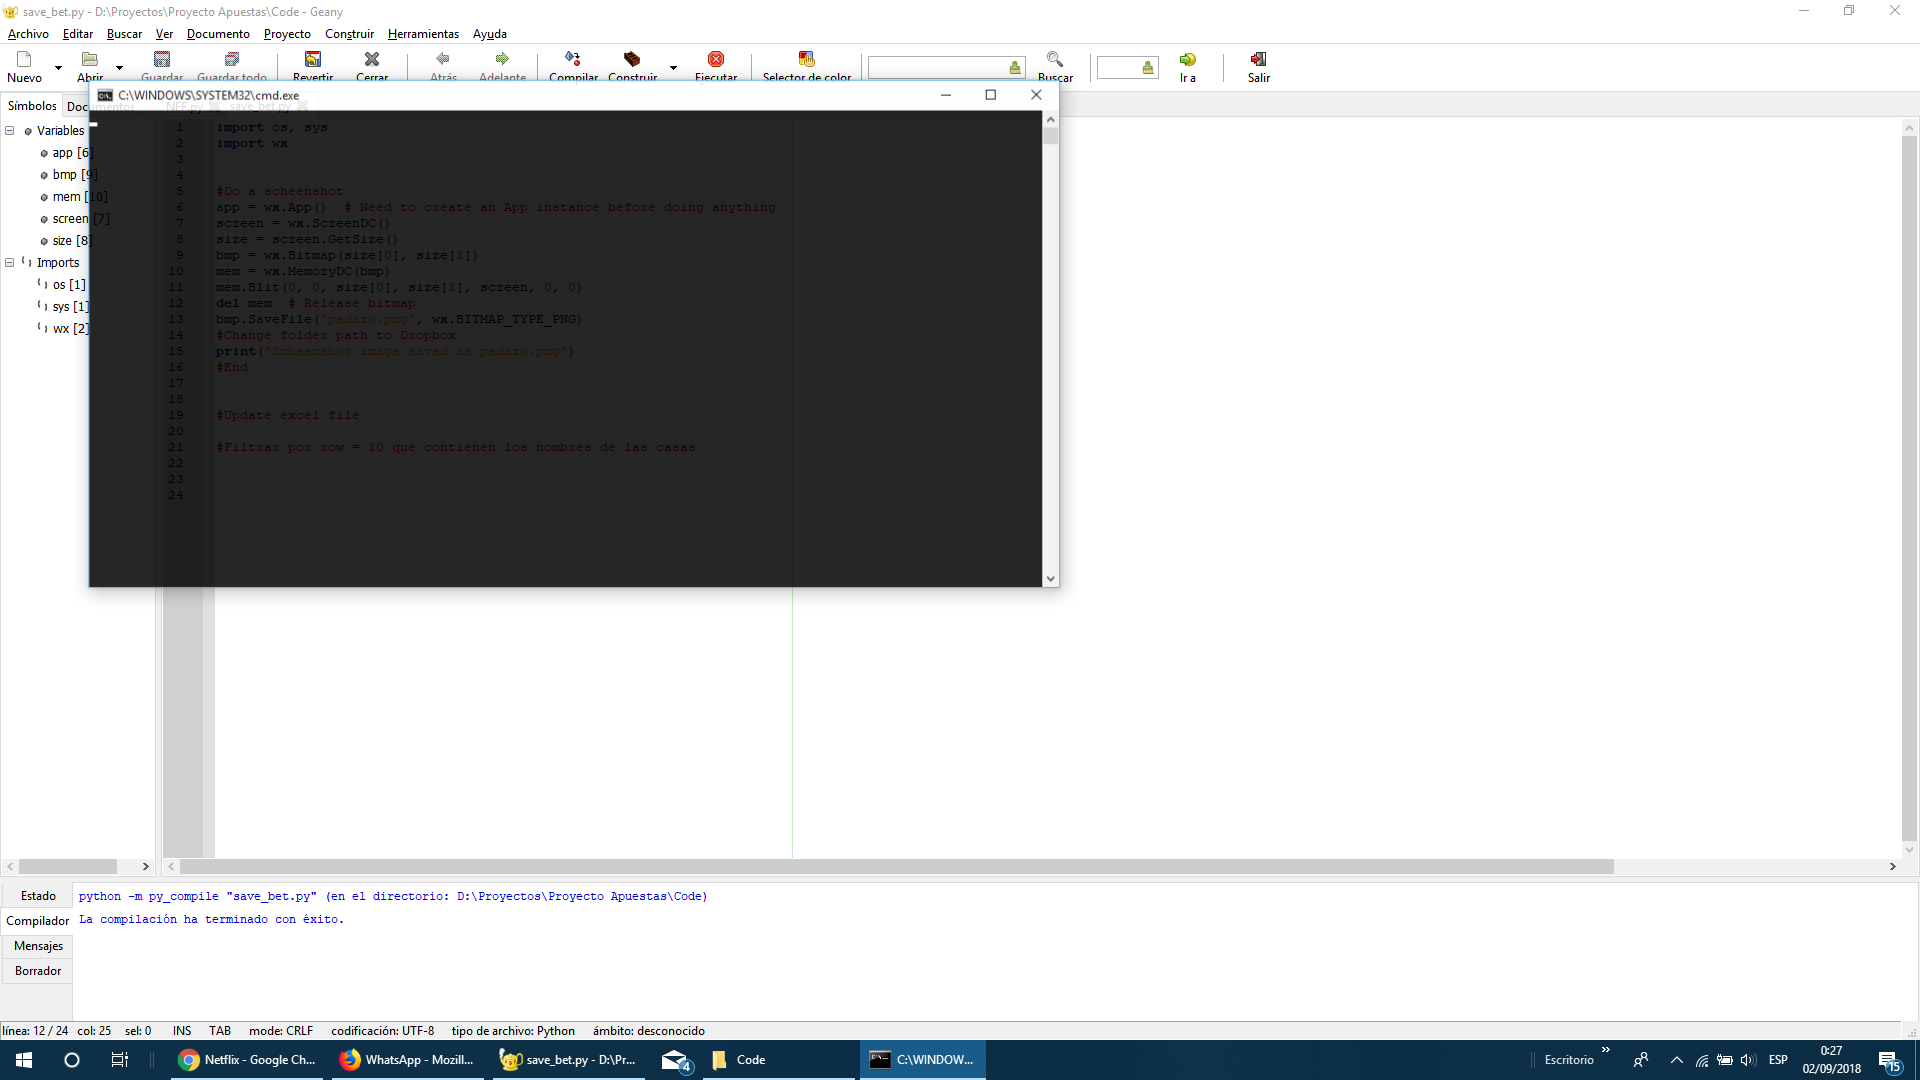 save_bet.py - D:\Proyectos\Proyecto Apuestas\Code - Geany
Archivo Editar Buscar Ver Documento Proyecto Construir Herramientas Ayuda
Nuevo Abrir Guardar Guardar todo Revertir Cerrar Atrás Adelante Compilar Construir Ejecutar Selector de color Buscar Ir a Salir
C:\WINDOWS\SYSTEM32\cmd.exe
Símbolos Documentos NFF.py save_bet.py
Variables
app [6]
bmp [9]
mem [10]
screen [7]
size [8]
Imports
os [1]
sys [1]
wx [2]
1 import os, sys
2 import wx
3
4
5 #Do a scheenshot
6 app = wx.App()  # Need to create an App instance before doing anything
7 screen = wx.ScreenDC()
8 size = screen.GetSize()
9 bmp = wx.Bitmap(size[0], size[1])
10 mem = wx.MemoryDC(bmp)
11 mem.Blit(0, 0, size[0], size[1], screen, 0, 0)
12 del mem  # Release bitmap
13 bmp.SaveFile('pedazo.png', wx.BITMAP_TYPE_PNG)
14 #Change folder path to Dropbox
15 print("Scheenshot image saved as pedazo.png")
16 #End
17
18
19 #Update excel file
20
21 #Filtrar por row = 10 que contienen los nombres de las casas
22
23
24
Estado
Compilador
Mensajes
Borrador
python -m py_compile "save_bet.py" (en el directorio: D:\Proyectos\Proyecto Apuestas\Code)
La compilación ha terminado con éxito.
línea: 12 / 24 col: 25 sel: 0 INS TAB mode: CRLF codificación: UTF-8 tipo de archivo: Python ámbito: desconocido
Netflix - Google Ch... WhatsApp - Mozill... save_bet.py - D:\Pr... 4 Code C:\WINDOW... Escritorio ESP 0:27
02/09/2018 15